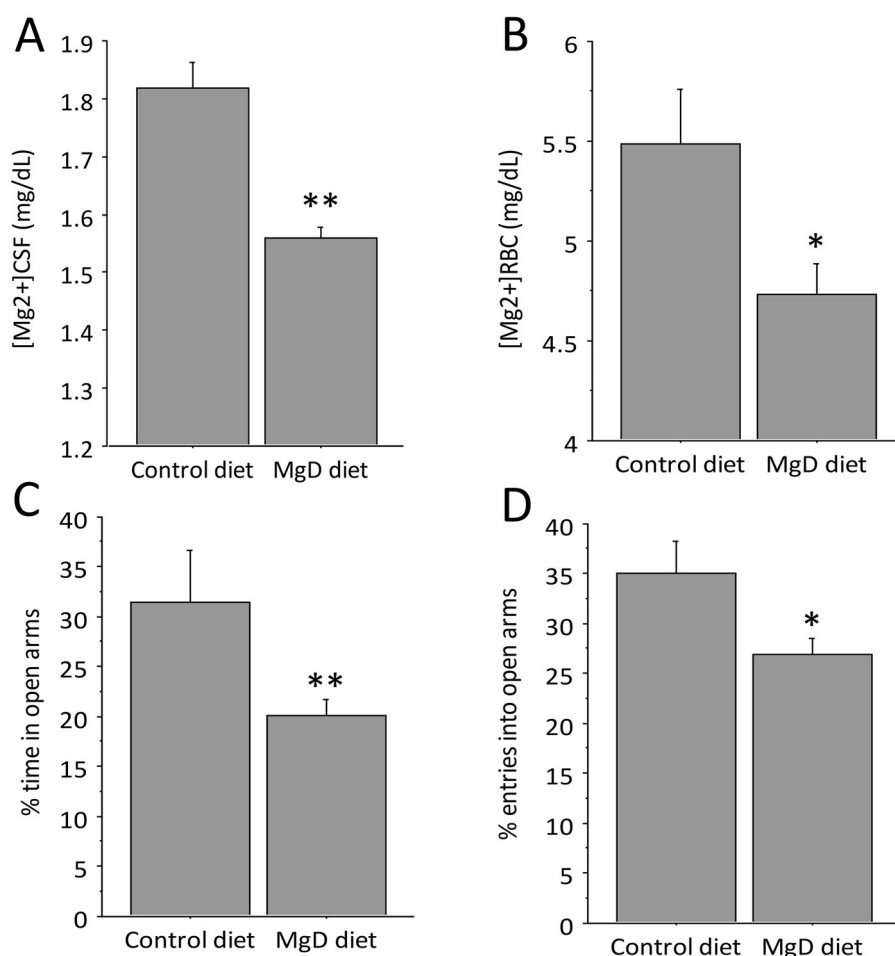 A
[Mg2+]CSF (mg/dL)
1.9
1.8
1.7
1.6
1.5
1.4
1.3
1.2
**
Control diet MgD diet
B
[Mg2+]RBC (mg/dL)
6
5.5
5
4.5
4
*
Control diet MgD diet
C
% time in open arms
40
35
30
25
20
15
10
5
0
**
Control diet MgD diet
D
% entries into open arms
40
35
30
25
20
15
10
5
0
*
Control diet MgD diet